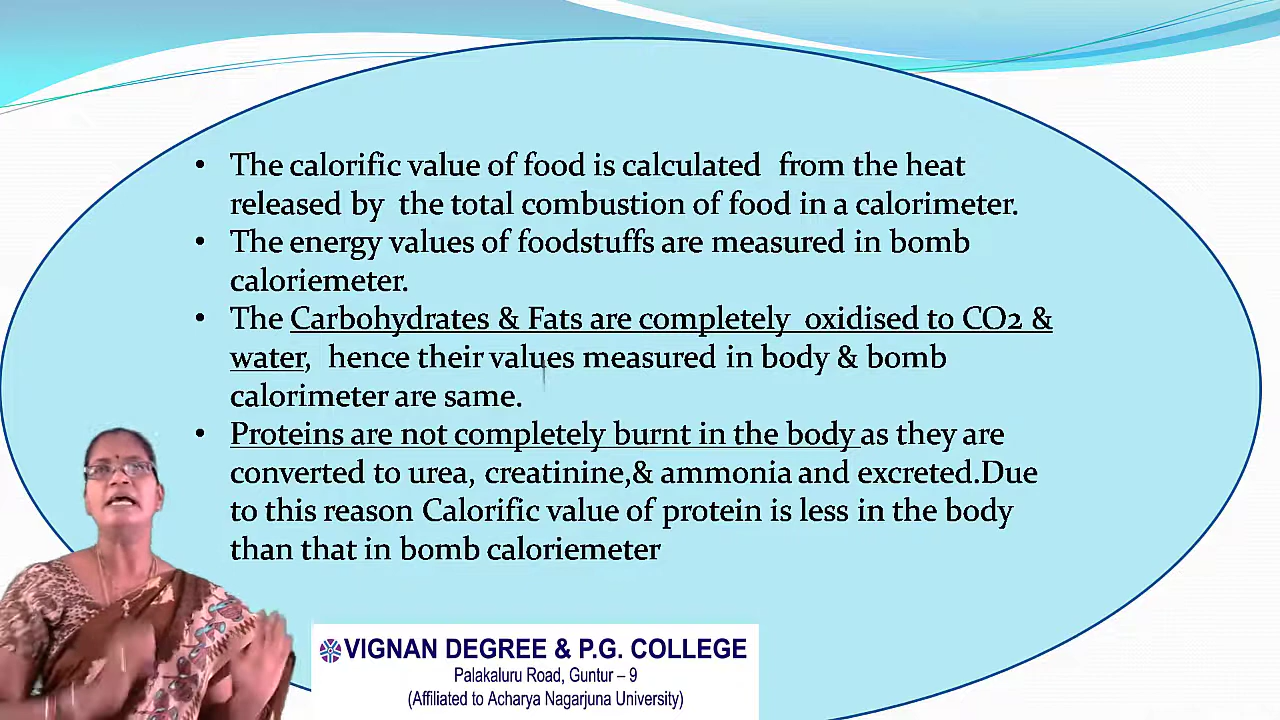 • The calorific value of food is calculated from the heat
released by the total combustion of food in a calorimeter.
• The energy values of foodstuffs are measured in bomb
caloriemeter.
• The Carbohydrates & Fats are completely oxidised to CO2 &
water, hence their values measured in body & bomb
calorimeter are same.
• Proteins are not completely burnt in the body as they are
converted to urea, creatinine,& ammonia and excreted.Due
to this reason Calorific value of protein is less in the body
than that in bomb caloriemeter
VIGNAN DEGREE & P.G. COLLEGE
Palakaluru Road, Guntur – 9
(Affiliated to Acharya Nagarjuna University)